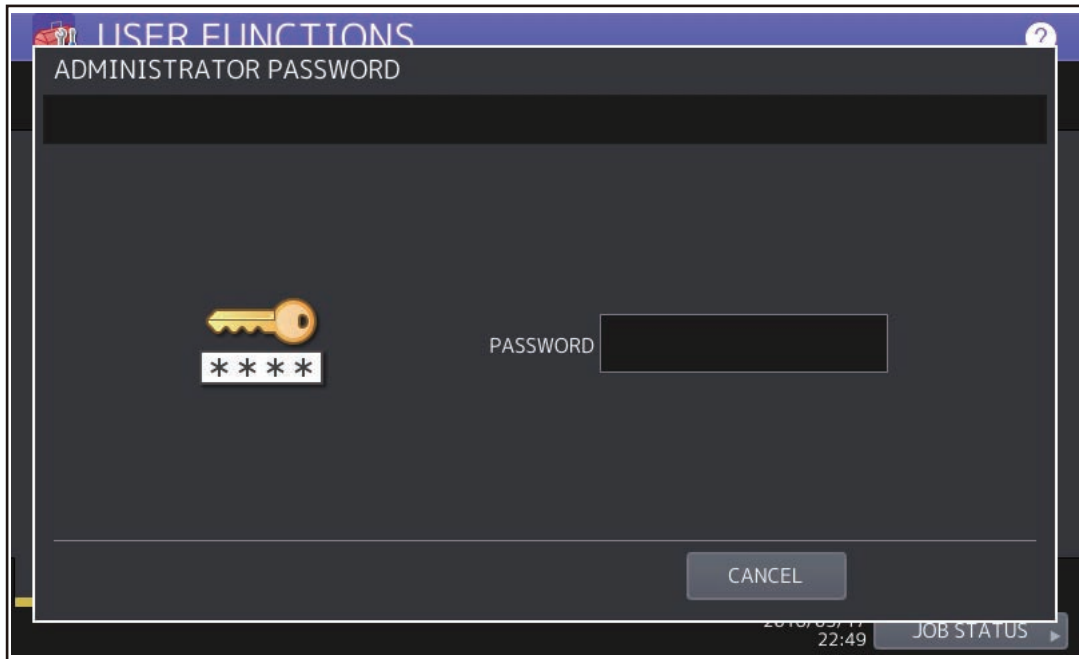 USER FUNCTIONS
?
ADMINISTRATOR PASSWORD
PASSWORD
* * * *
CANCEL
22:49
JOB STATUS